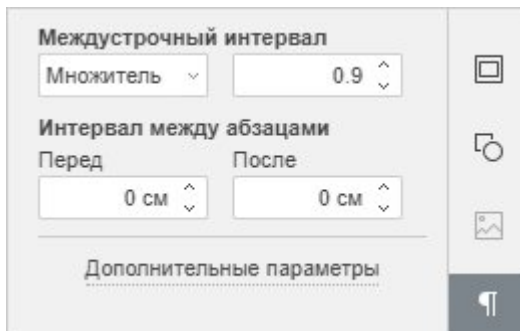 Междустрочный интервал
Множитель 0.9
Интервал между абзацами
Перед После
0 см 0 см
Дополнительные параметры